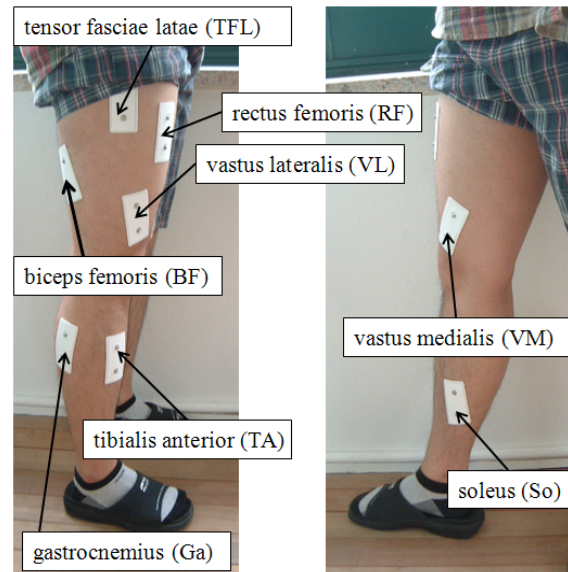 tensor fasciae latae (TFL)
rectus femoris (RF)
vastus lateralis (VL)
biceps femoris (BF)
vastus medialis (VM)
tibialis anterior (TA)
soleus (So)
gastrocnemius (Ga)